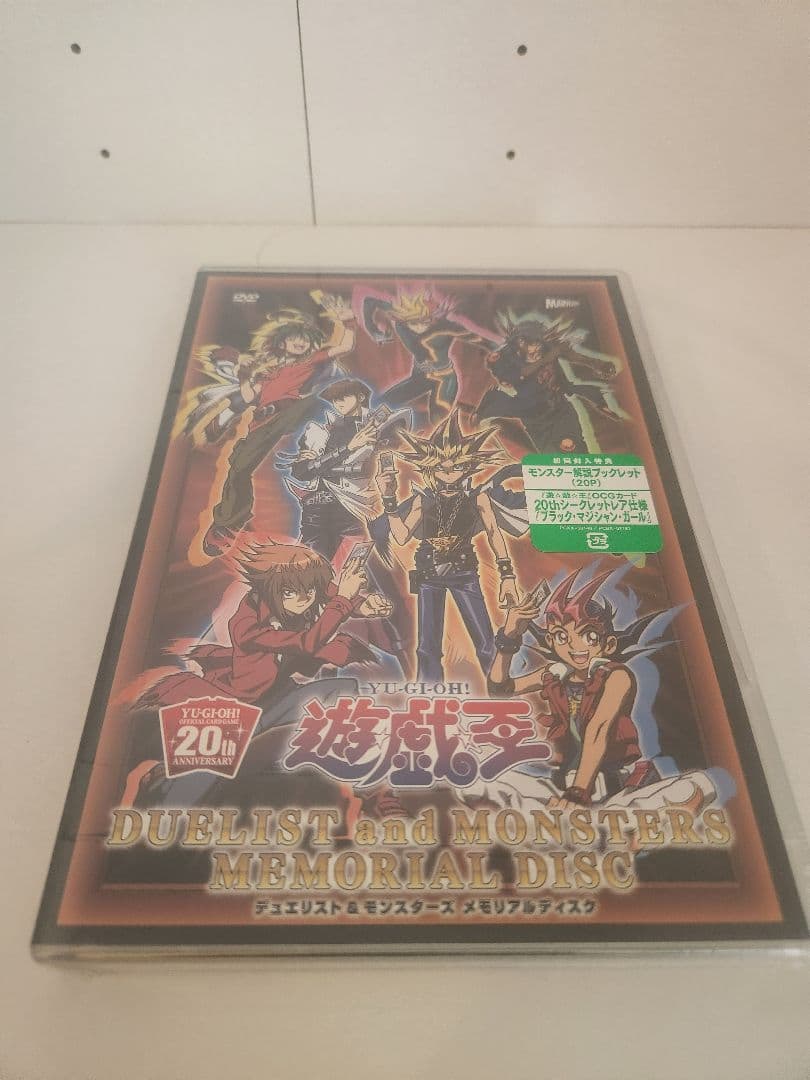 DVD
初回封入特典
モンスター解説ブックレット
(20P)
『遊☆戯☆王』OCGカード
20thシークレットレア仕様
『ブラック・マジシャン・ガール』
YU-GI-OH!
遊戯王
YU-GI-OH!
OFFICIAL CARD GAME
20th
ANNIVERSARY
DUELIST and MONSTERS
MEMORIAL DISC
デュエリスト&モンスターズ メモリアルディスク